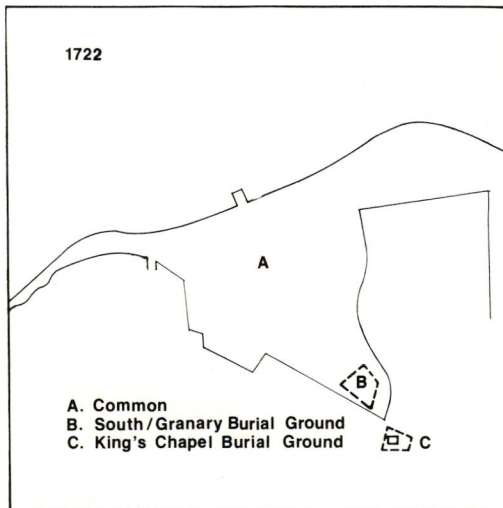 1722
A
B
C
A. Common
B. South/Granary Burial Ground
C. King's Chapel Burial Ground